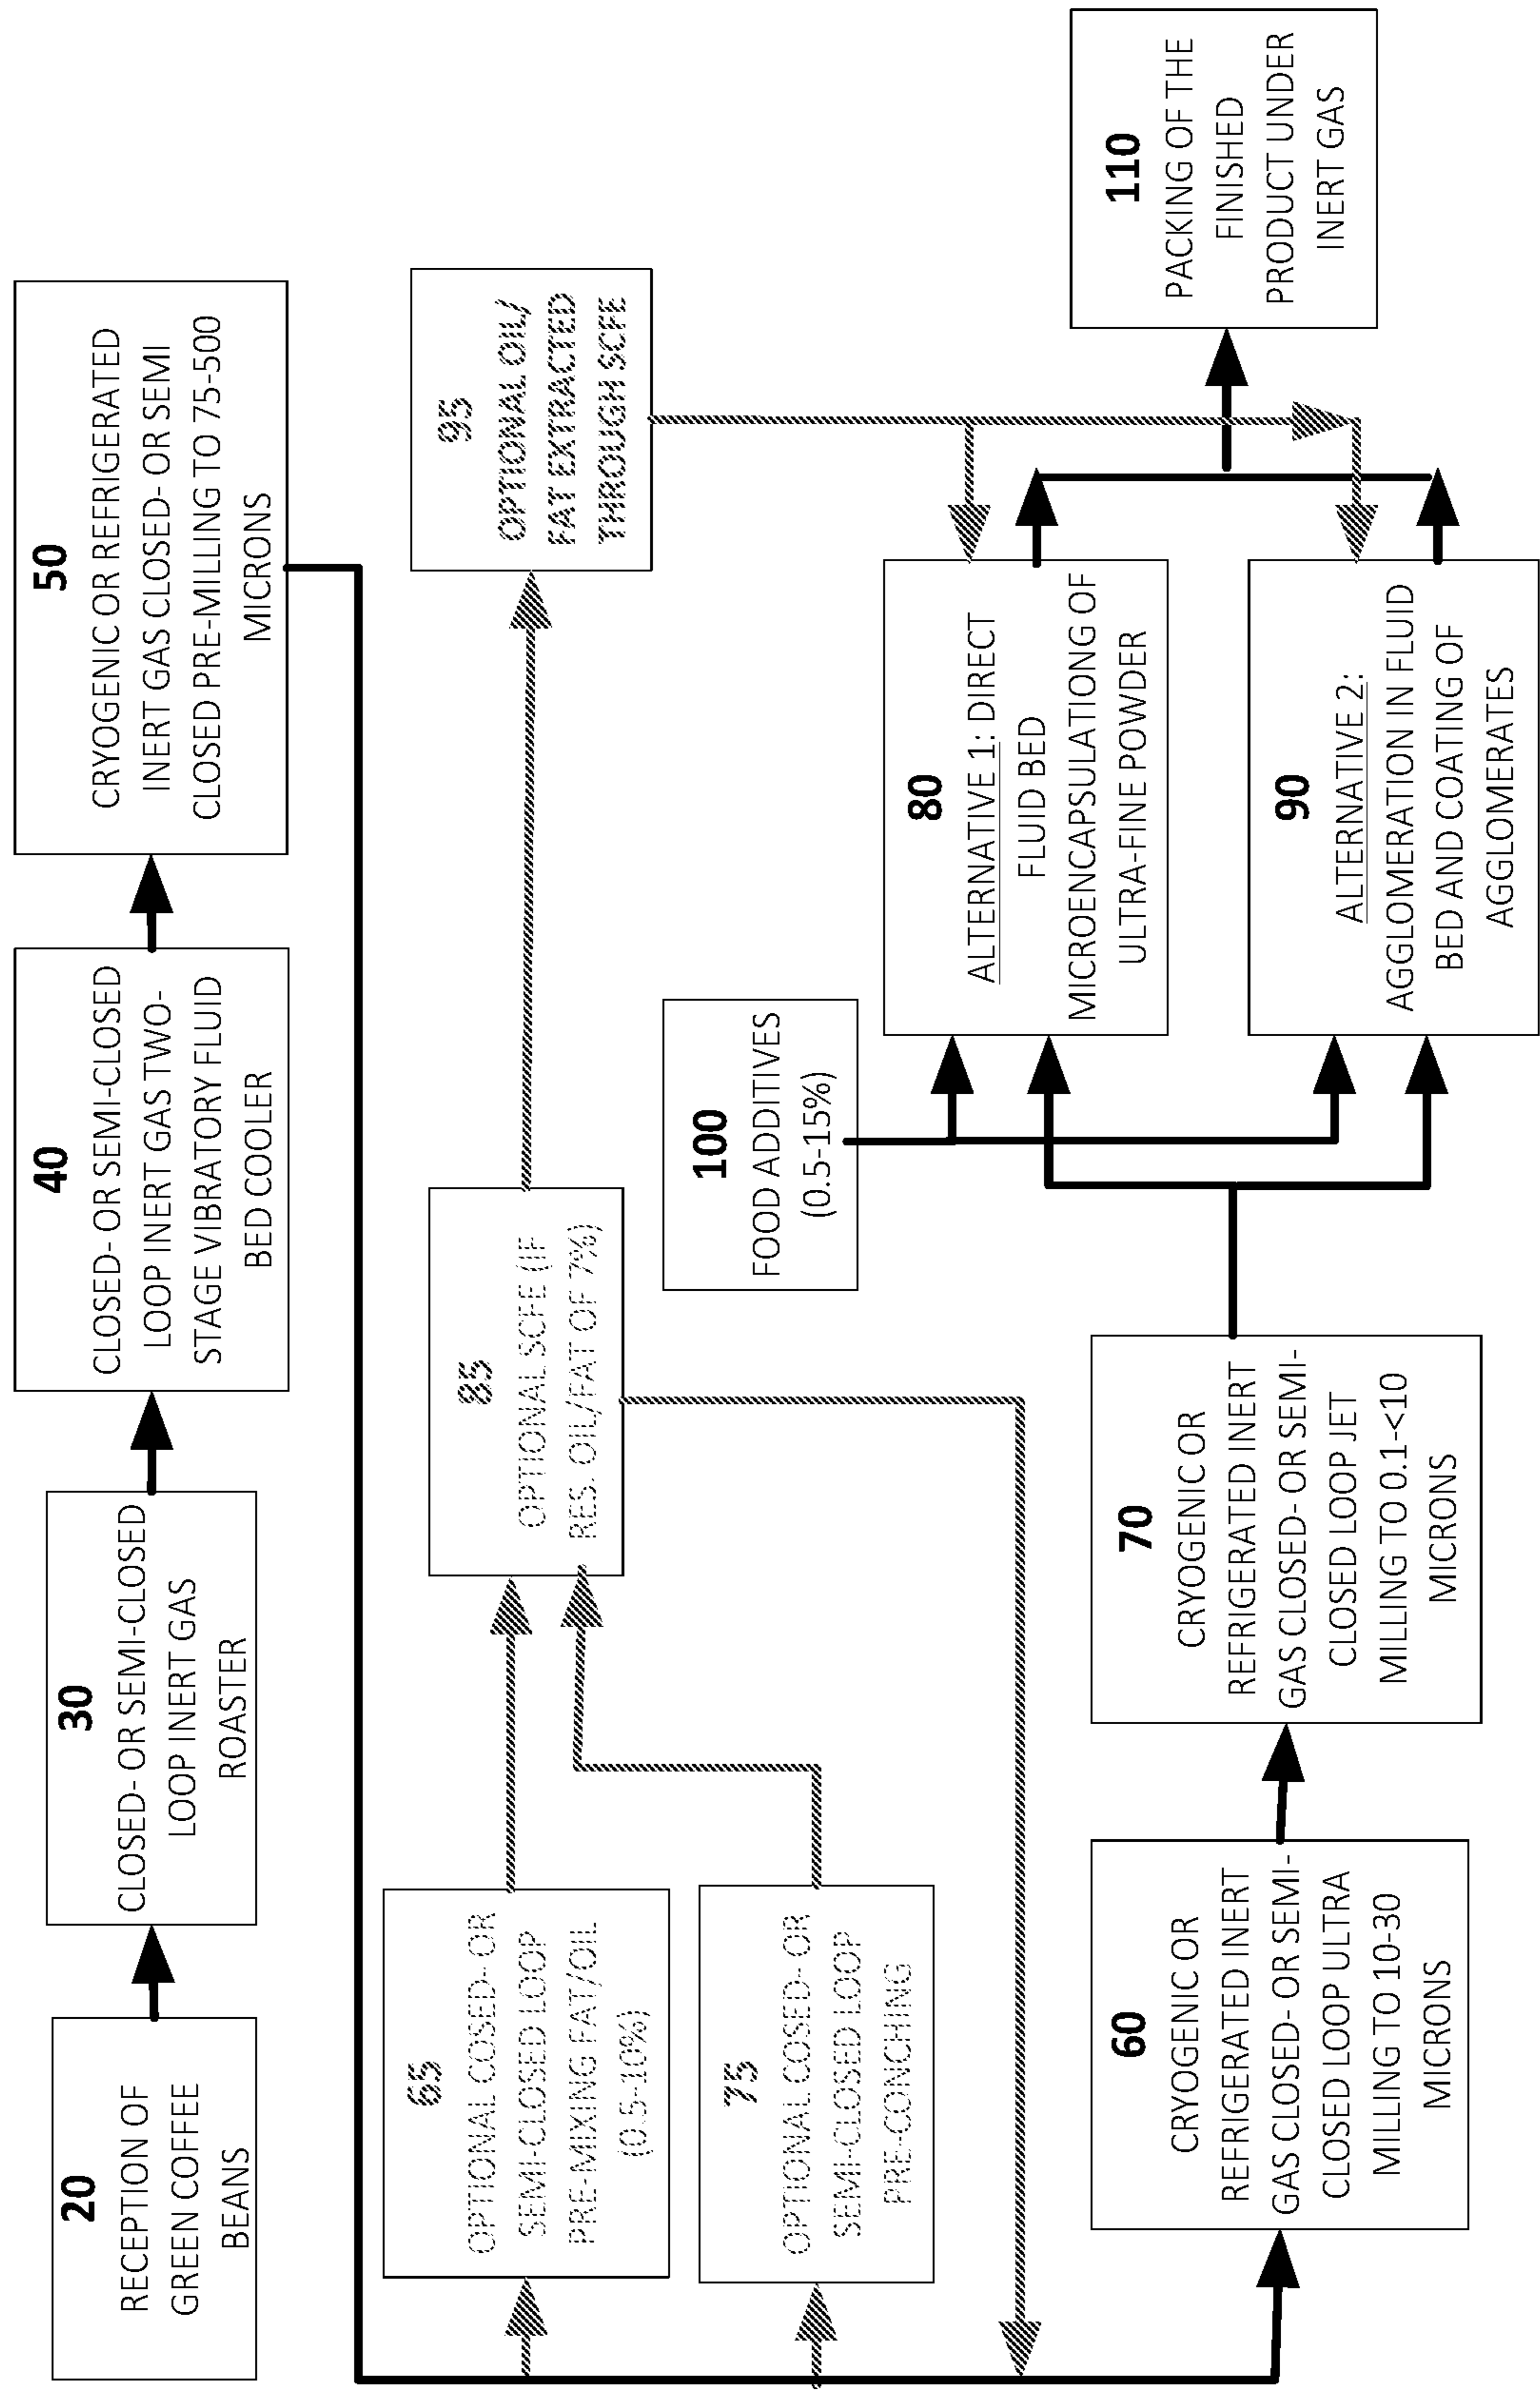 20
RECEPTION OF
GREEN COFFEE
BEANS
30
CLOSED- OR SEMI-CLOSED
LOOP INERT GAS
ROASTER
40
CLOSED- OR SEMI-CLOSED
LOOP INERT GAS TWO-
STAGE VIBRATORY FLUID
BED COOLER
50
CRYOGENIC OR REFRIGERATED
INERT GAS CLOSED- OR SEMI
CLOSED PRE-MILLING TO 75-500
MICRONS
65
OPTIONAL COSED- OR
SEMI-CLOSED LOOP
PRE-MIXING FAT/OIL
(0.5-10%)
75
OPTIONAL COSED- OR
SEMI-CLOSED LOOP
PRE-CONCHING
85
OPTIONAL SCFE (IF
RES. OIL/FAT OF 7%)
95
OPTIONAL OIL/
FAT EXTRACTED
THROUGH SCFE
60
CRYOGENIC OR
REFRIGERATED INERT
GAS CLOSED- OR SEMI-
CLOSED LOOP ULTRA
MILLING TO 10-30
MICRONS
70
CRYOGENIC OR
REFRIGERATED INERT
GAS CLOSED- OR SEMI-
CLOSED LOOP JET
MILLING TO 0.1-<10
MICRONS
100
FOOD ADDITIVES
(0.5-15%)
80
ALTERNATIVE 1: DIRECT
FLUID BED
MICROENCAPSULATIONG OF
ULTRA-FINE POWDER
90
ALTERNATIVE 2:
AGGLOMERATION IN FLUID
BED AND COATING OF
AGGLOMERATES
110
PACKING OF THE
FINISHED
PRODUCT UNDER
INERT GAS